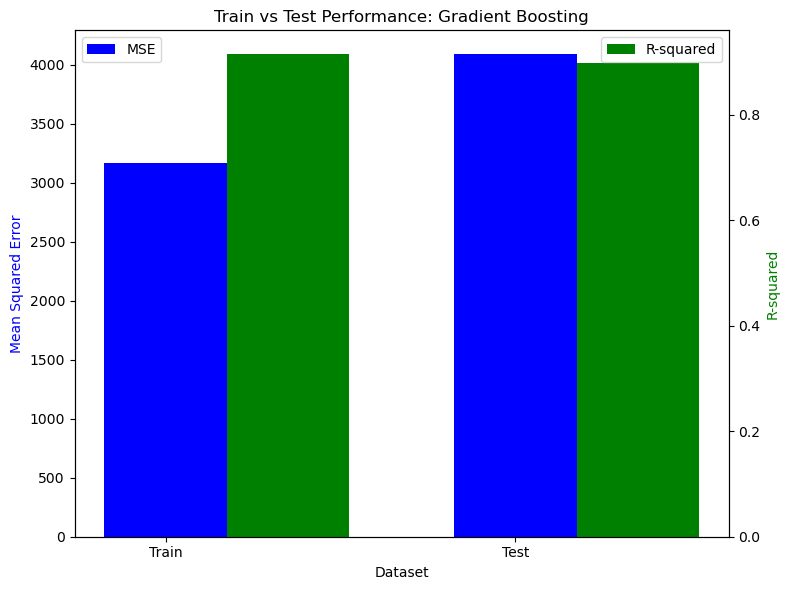 Train vs Test Performance: Gradient Boosting
MSE
R-squared
4000
3500
3000
2500
2000
1500
1000
500
0
Mean Squared Error
0.8
0.6
0.4
0.2
0.0
R-squared
Train
Test
Dataset